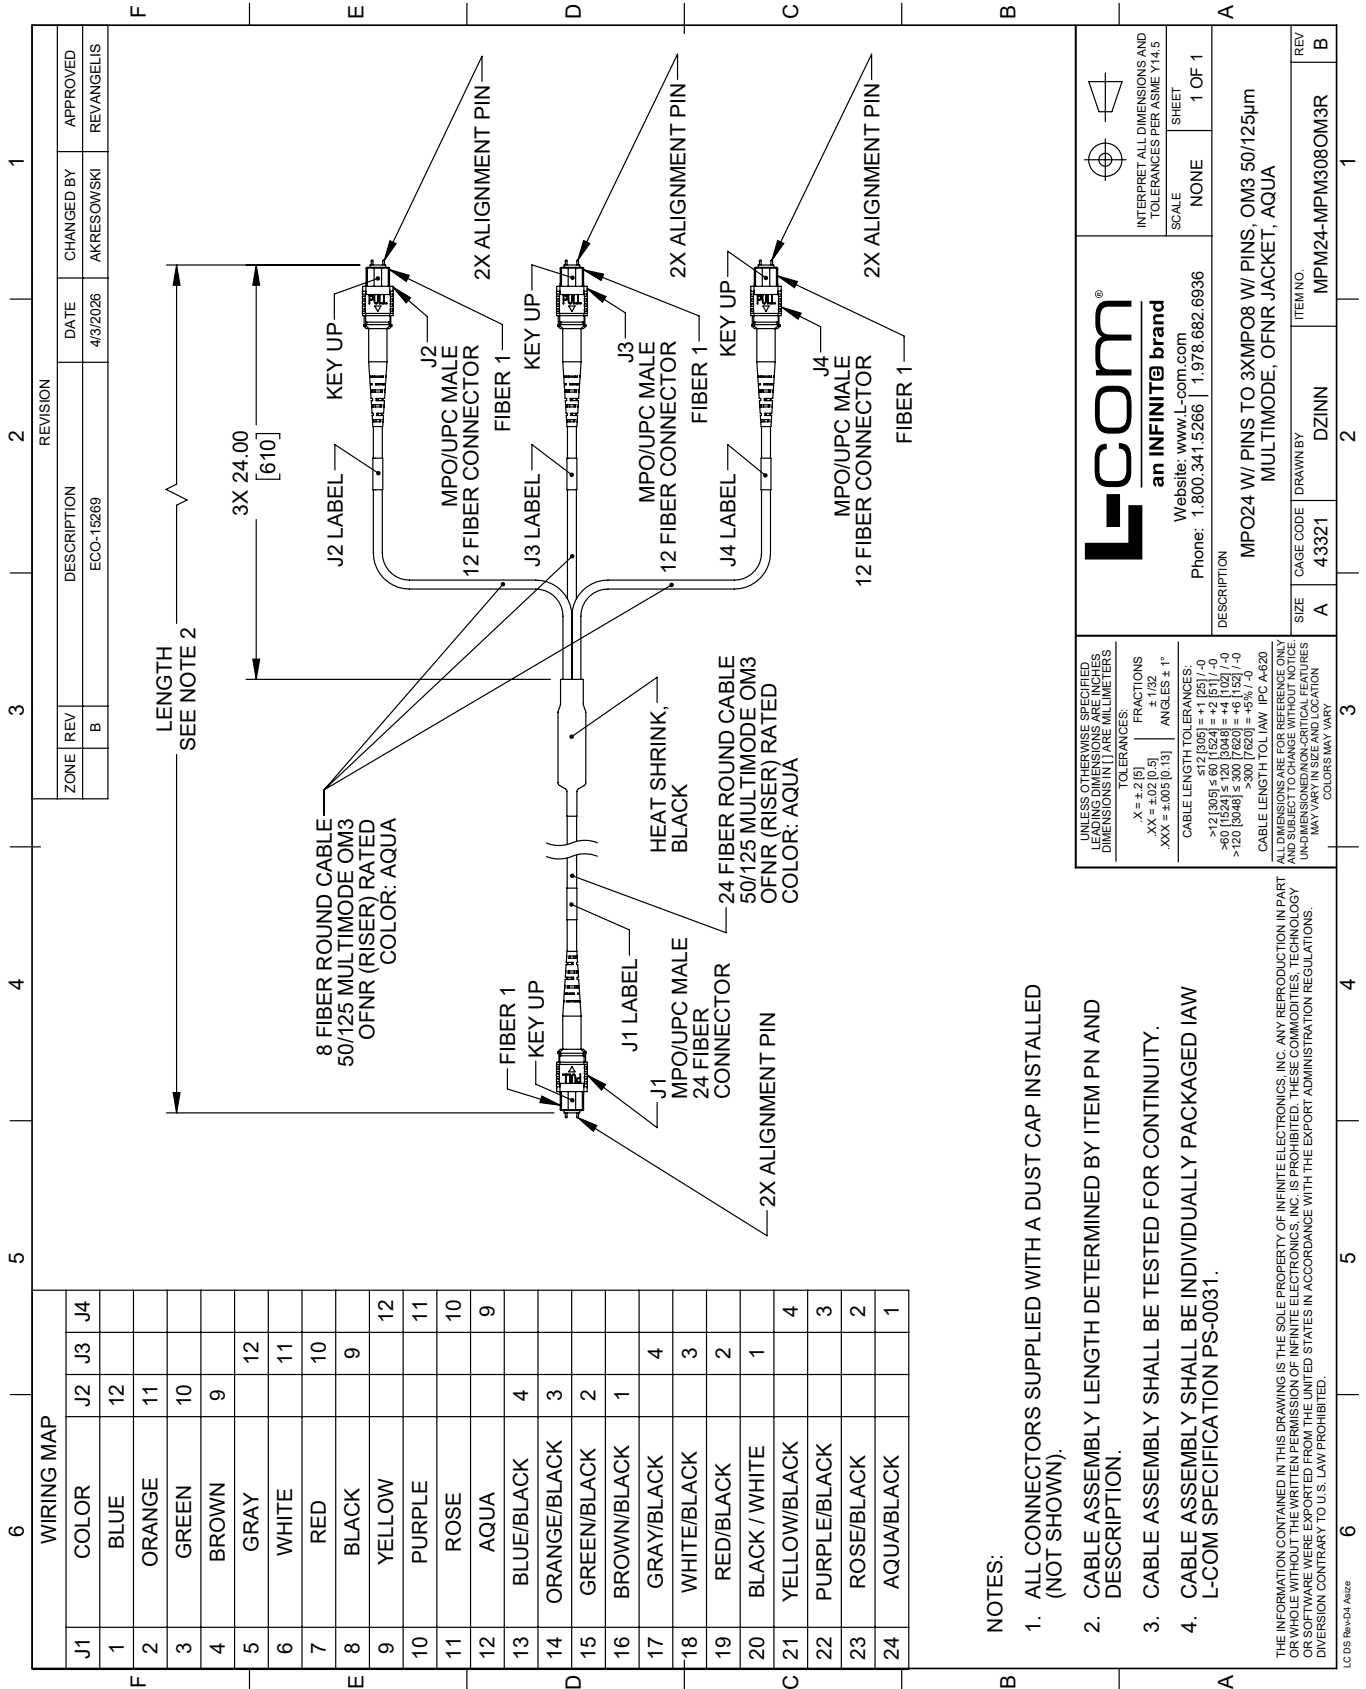 6 5 4 3 2 1
F E D C B A
REVISION
ZONE REV DESCRIPTION DATE CHANGED BY APPROVED
B ECO-15269 4/3/2026 AKRESOWSKI REVANGELIS
WIRING MAP
J1 COLOR J2 J3 J4
1 BLUE 12
2 ORANGE 11
3 GREEN 10
4 BROWN 9
5 GRAY 12
6 WHITE 11
7 RED 10
8 BLACK 9
9 YELLOW 12
10 PURPLE 11
11 ROSE 10
12 AQUA 9
13 BLUE/BLACK 4
14 ORANGE/BLACK 3
15 GREEN/BLACK 2
16 BROWN/BLACK 1
17 GRAY/BLACK 4
18 WHITE/BLACK 3
19 RED/BLACK 2
20 BLACK / WHITE 1
21 YELLOW/BLACK 4
22 PURPLE/BLACK 3
23 ROSE/BLACK 2
24 AQUA/BLACK 1
LENGTH
SEE NOTE 2
3X 24.00
[610]
8 FIBER ROUND CABLE
50/125 MULTIMODE OM3
OFNR (RISER) RATED
COLOR: AQUA
J2 LABEL
KEY UP
PULL
J2
MPO/UPC MALE
12 FIBER CONNECTOR
FIBER 1
2X ALIGNMENT PIN
J3 LABEL
KEY UP
PULL
J3
MPO/UPC MALE
12 FIBER CONNECTOR
FIBER 1
2X ALIGNMENT PIN
J4 LABEL
KEY UP
PULL
J4
MPO/UPC MALE
12 FIBER CONNECTOR
FIBER 1
2X ALIGNMENT PIN
FIBER 1
KEY UP
PULL
J1 LABEL
J1
MPO/UPC MALE
24 FIBER
CONNECTOR
2X ALIGNMENT PIN
HEAT SHRINK,
BLACK
24 FIBER ROUND CABLE
50/125 MULTIMODE OM3
OFNR (RISER) RATED
COLOR: AQUA
NOTES:
1. ALL CONNECTORS SUPPLIED WITH A DUST CAP INSTALLED
(NOT SHOWN).
2. CABLE ASSEMBLY LENGTH DETERMINED BY ITEM PN AND
DESCRIPTION.
3. CABLE ASSEMBLY SHALL BE TESTED FOR CONTINUITY.
4. CABLE ASSEMBLY SHALL BE INDIVIDUALLY PACKAGED IAW
L-COM SPECIFICATION PS-0031.
THE INFORMATION CONTAINED IN THIS DRAWING IS THE SOLE PROPERTY OF INFINITE ELECTRONICS, INC. ANY REPRODUCTION IN PART
OR WHOLE WITHOUT THE WRITTEN PERMISSION OF INFINITE ELECTRONICS, INC. IS PROHIBITED. THESE COMMODITIES, TECHNOLOGY
OR SOFTWARE WERE EXPORTED FROM THE UNITED STATES IN ACCORDANCE WITH THE EXPORT ADMINISTRATION REGULATIONS.
DIVERSION CONTRARY TO U.S. LAW PROHIBITED.
UNLESS OTHERWISE SPECIFIED
LEADING DIMENSIONS ARE INCHES
DIMENSIONS IN [ ] ARE MILLIMETERS
TOLERANCES:
.X = ±.2 [5] FRACTIONS
.XX = ±.02 [0.5] ± 1/32
.XXX = ±.005 [0.13] ANGLES ± 1°
CABLE LENGTH TOLERANCES:
≤12 [305] = +1 [25] / -0
>12 [305] ≤ 60 [1524] = +2 [51] / -0
>60 [1524] ≤ 120 [3048] = +4 [102] / -0
>120 [3048] ≤ 300 [7620] = +6 [152] / -0
>300 [7620] = +5% / -0
CABLE LENGTH TOL IAW IPC A-620
ALL DIMENSIONS ARE FOR REFERENCE ONLY
AND SUBJECT TO CHANGE WITHOUT NOTICE.
UN-DIMENSIONED/NON-CRITICAL FEATURES
MAY VARY IN SIZE AND LOCATION
COLORS MAY VARY
L-com®
an INFINIT@ brand
Website: www.L-com.com
Phone: 1.800.341.5266 | 1.978.682.6936
INTERPRET ALL DIMENSIONS AND
TOLERANCES PER ASME Y14.5
SCALE NONE
SHEET 1 OF 1
DESCRIPTION
MPO24 W/ PINS TO 3XMPO8 W/ PINS, OM3 50/125µm
MULTIMODE, OFNR JACKET, AQUA
SIZE A
CAGE CODE 43321
DRAWN BY DZINN
ITEM NO. MPM24-MPM308OM3R
REV B
LC DS Rev-D4 Asize
6 5 4 3 2 1
F E D C B A